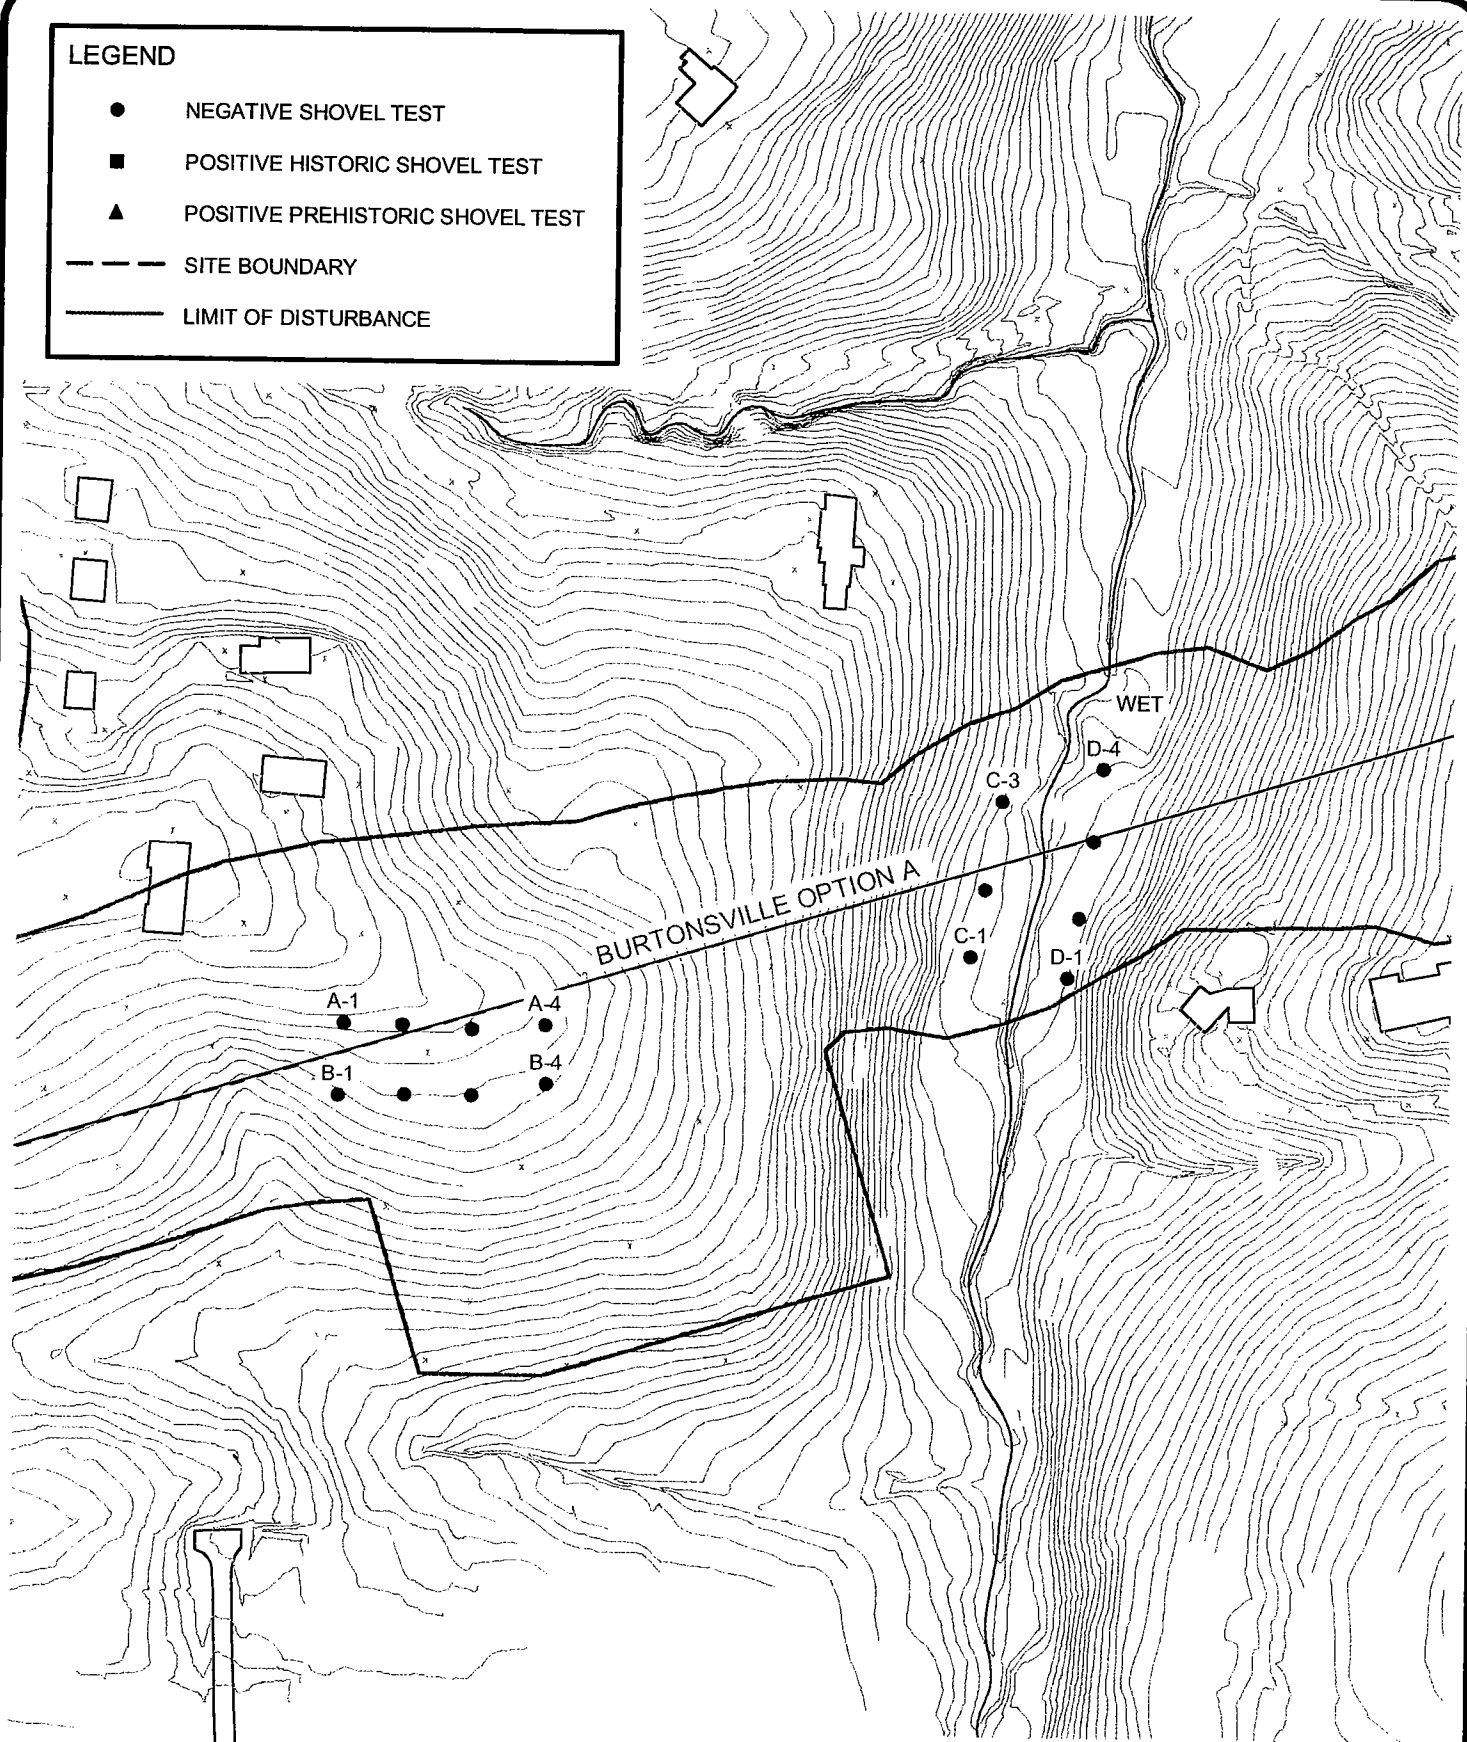 LEGEND
NEGATIVE SHOVEL TEST
POSITIVE HISTORIC SHOVEL TEST
POSITIVE PREHISTORIC SHOVEL TEST
SITE BOUNDARY
LIMIT OF DISTURBANCE
WET
D-4
C-3
BURTONSVILLE OPTION A
C-1
D-1
A-1
A-4
B-1
B-4